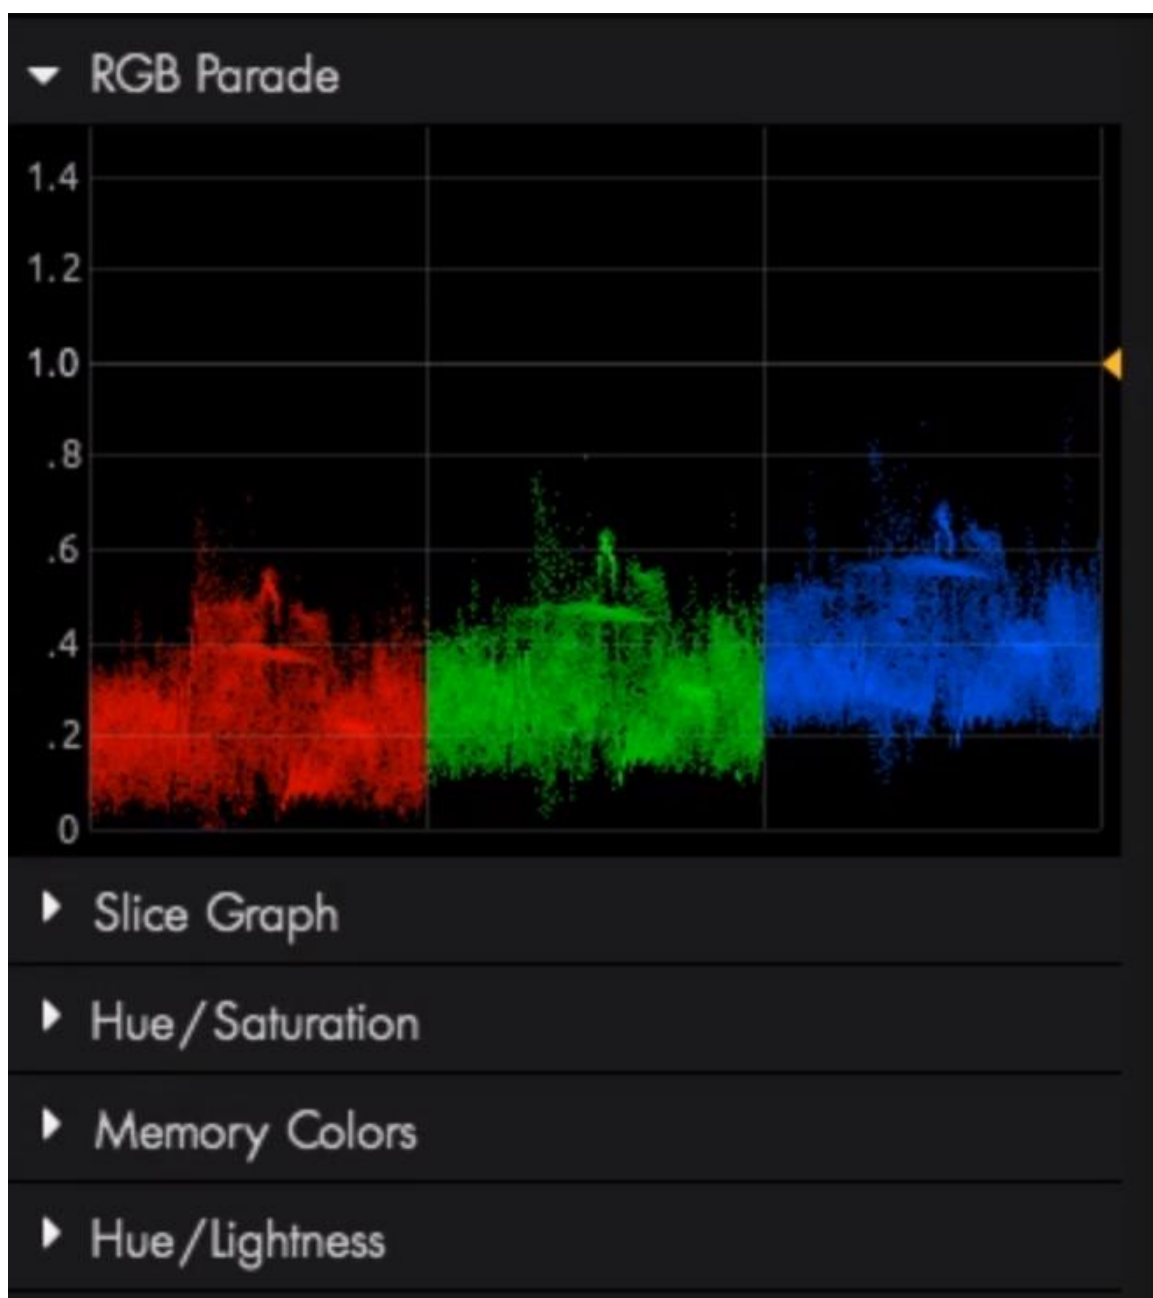 RGB Parade
1.4
1.2
1.0
.8
.6
.4
.2
0
Slice Graph
Hue/Saturation
Memory Colors
Hue/Lightness